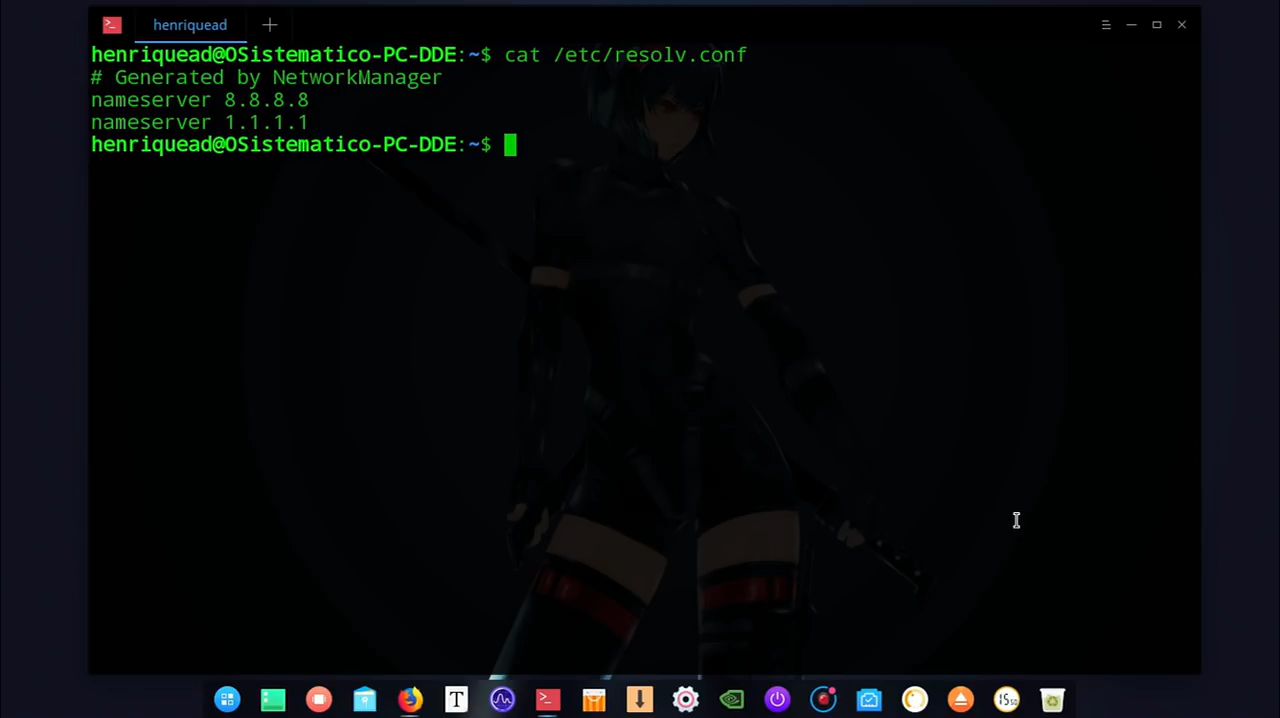 henriquead
henriquead@OSistematico-PC-DDE:~$ cat /etc/resolv.conf
# Generated by NetworkManager
nameserver 8.8.8.8
nameserver 1.1.1.1
henriquead@OSistematico-PC-DDE:~$
T